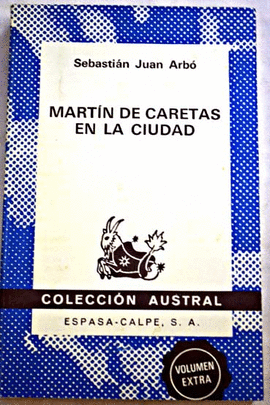 Sebastián Juan Arbó
MARTÍN DE CARETAS
EN LA CIUDAD
COLECCIÓN AUSTRAL
ESPASA-CALPE, S. A.
VOLUMEN
EXTRA